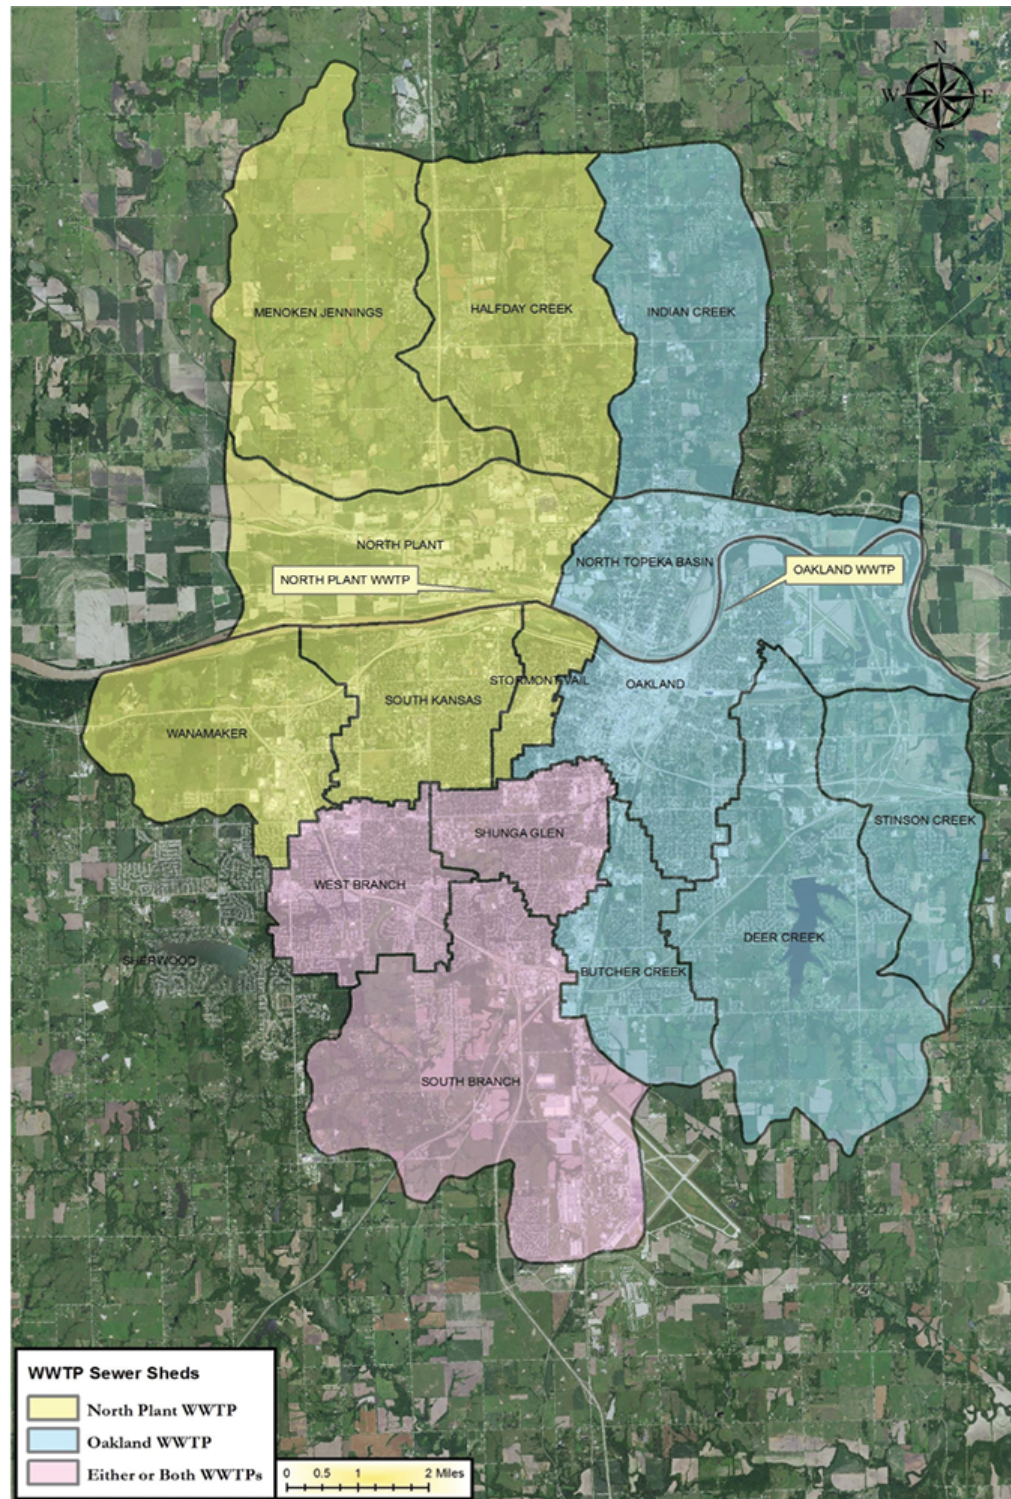 N
W E
S
MENOKEN JENNINGS
HALFDAY CREEK
INDIAN CREEK
NORTH PLANT
NORTH PLANT WWTP
NORTH TOPEKA BASIN
OAKLAND WWTP
STORMONT VAIL
OAKLAND
SOUTH KANSAS
WANAMAKER
STINSON CREEK
SHUNGA GLEN
WEST BRANCH
DEER CREEK
SHERWOOD
BUTCHER CREEK
SOUTH BRANCH
WWTP Sewer Sheds
North Plant WWTP
Oakland WWTP
Either or Both WWTPs
0 0.5 1 2 Miles